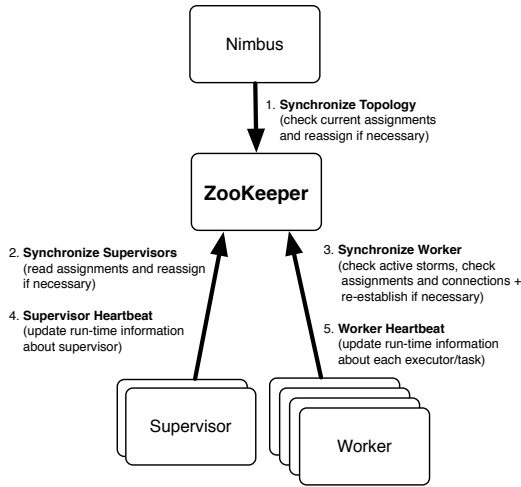 Nimbus
1. Synchronize Topology
(check current assignments
and reassign if necessary)
ZooKeeper
2. Synchronize Supervisors
(read assignments and reassign
if necessary)
4. Supervisor Heartbeat
(update run-time information
about supervisor)
3. Synchronize Worker
(check active storms, check
assignments and connections +
re-establish if necessary)
5. Worker Heartbeat
(update run-time information
about each executor/task)
Supervisor
Worker